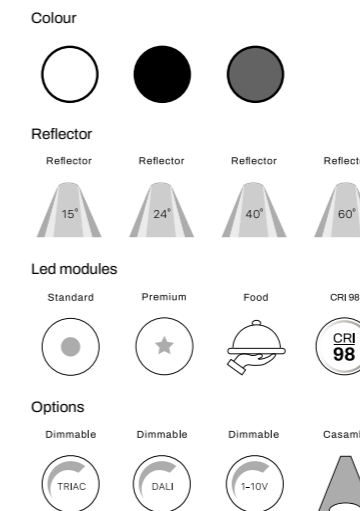 Colour
Reflector
Reflector Reflector Reflector
15° 24° 40° 60°
Led modules
Standard Premium Food CRI 98
CRI
98
Options
Dimmable Dimmable Dimmable
TRIAC DALI 1–10V